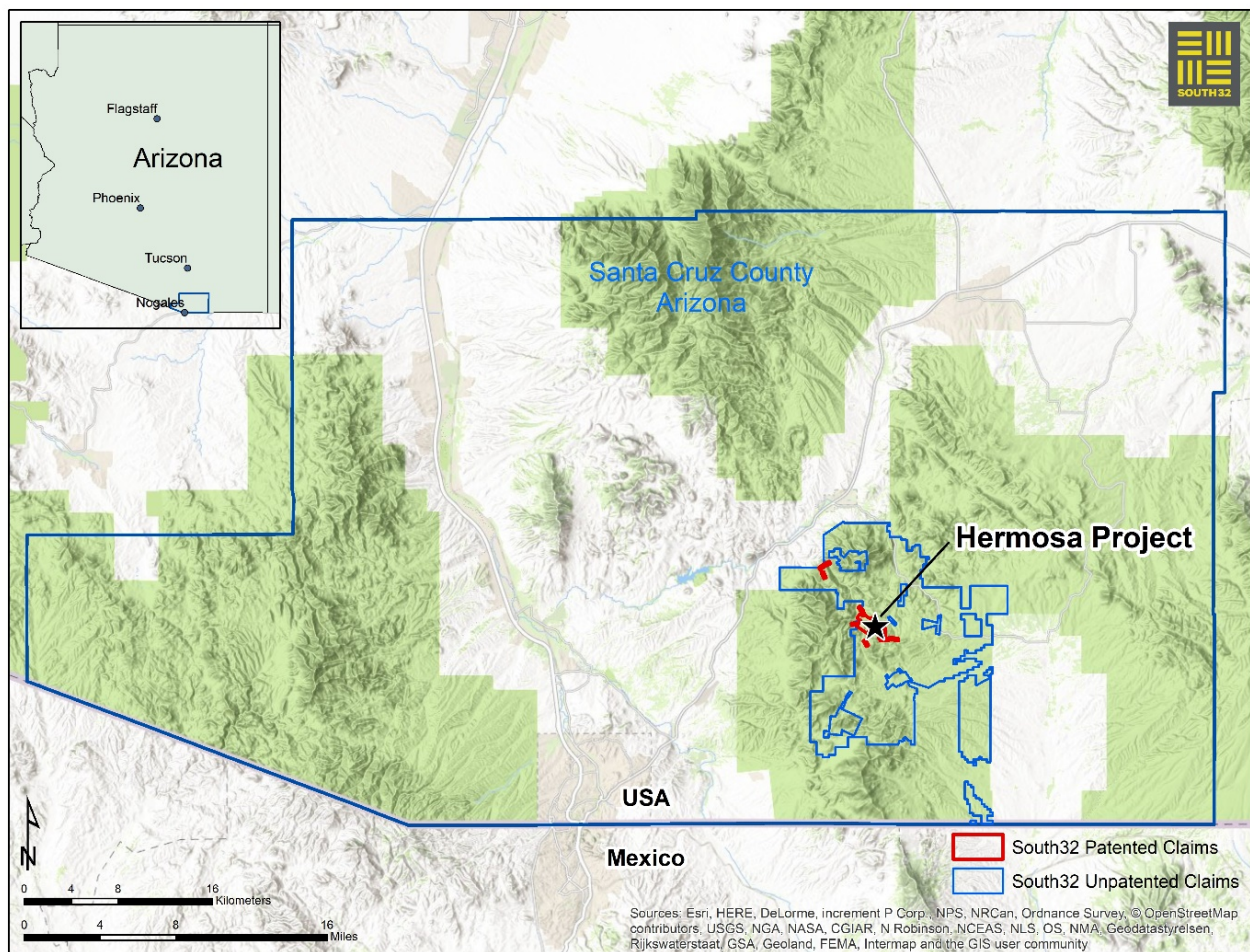 Flagstaff
Arizona
Phoenix
Tucson
Nogales
SOUTH32
Santa Cruz County
Arizona
Hermosa Project
USA
Mexico
N
0 4 8 16
Kilometers
0 4 8 16
Miles
South32 Patented Claims
South32 Unpatented Claims
Sources: Esri, HERE, DeLorme, increment P Corp., NPS, NRCan, Ordnance Survey, © OpenStreetMap
contributors, USGS, NGA, NASA, CGIAR, N Robinson, NCEAS, NLS, OS, NMA, Geodatastyrelsen,
Rijkswaterstaat, GSA, Geoland, FEMA, Intermap and the GIS user community